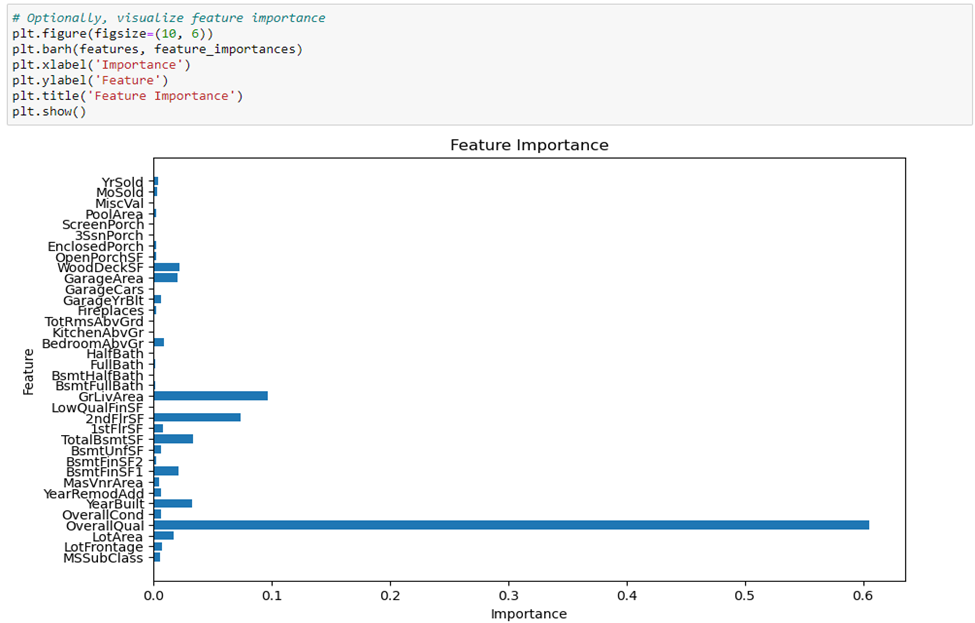 # Optionally, visualize feature importance
plt.figure(figsize=(10, 6))
plt.barh(features, feature_importances)
plt.xlabel('Importance')
plt.ylabel('Feature')
plt.title('Feature Importance')
plt.show()
Feature Importance
YrSold
MoSold
MiscVal
PoolArea
ScreenPorch
3SsnPorch
EnclosedPorch
OpenPorchSF
WoodDeckSF
GarageArea
GarageCars
GarageYrBlt
Fireplaces
TotRmsAbvGrd
KitchenAbvGr
BedroomAbvGr
HalfBath
FullBath
BsmtHalfBath
BsmtFullBath
GrLivArea
LowQualFinSF
2ndFlrSF
1stFlrSF
TotalBsmtSF
BsmtUnfSF
BsmtFinSF2
BsmtFinSF1
MasVnrArea
YearRemodAdd
YearBuilt
OverallCond
OverallQual
LotArea
LotFrontage
MSSubClass
Feature
0.0 0.1 0.2 0.3 0.4 0.5 0.6
Importance